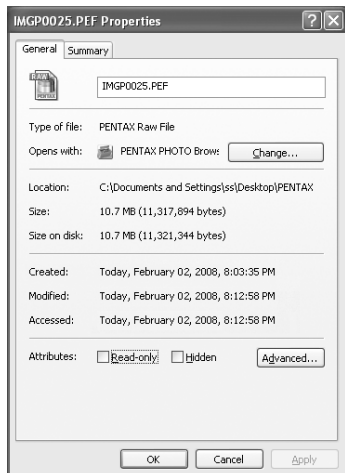 IMGP0025.PEF Properties
General Summary
RAW
PENTAX
IMGP0025.PEF
Type of file: PENTAX Raw File
Opens with: PENTAX PHOTO Brows Change...
Location: C:\Documents and Settings\ss\Desktop\PENTAX
Size: 10.7 MB (11,317,894 bytes)
Size on disk: 10.7 MB (11,321,344 bytes)
Created: Today, February 02, 2008, 8:03:35 PM
Modified: Today, February 02, 2008, 8:12:58 PM
Accessed: Today, February 02, 2008, 8:12:58 PM
Attributes: Read-only Hidden Advanced...
OK Cancel Apply